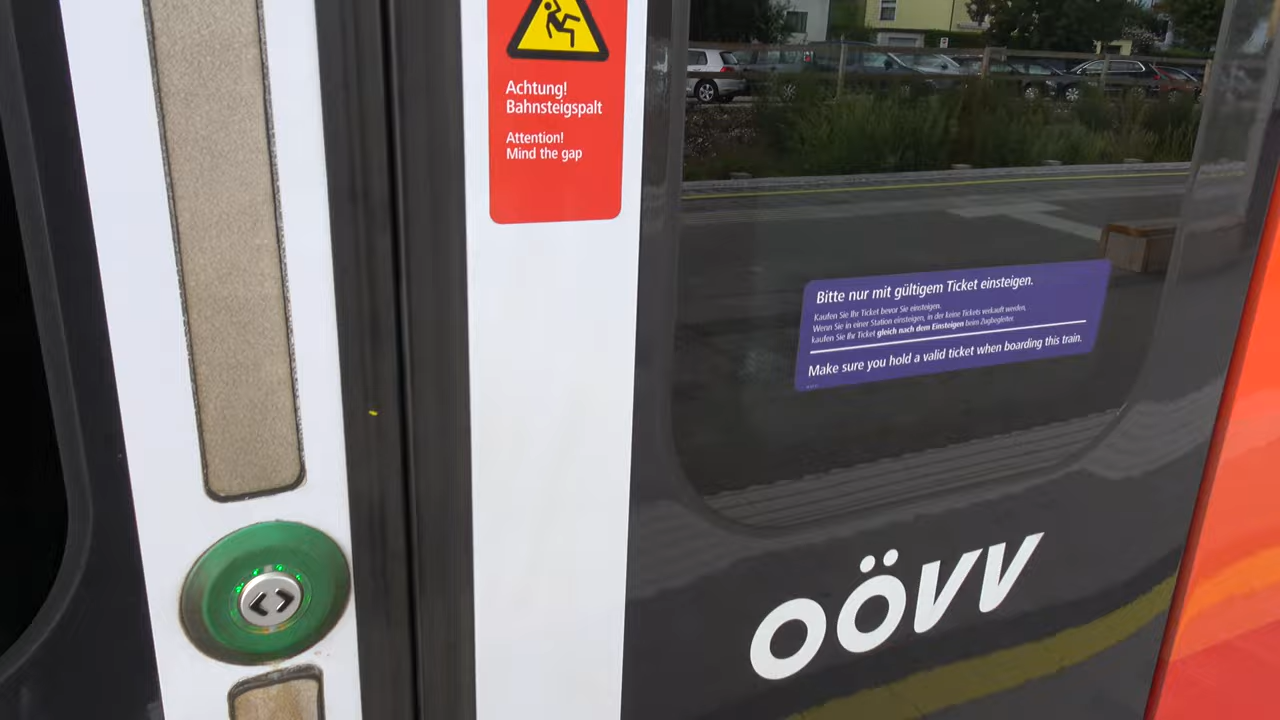 Achtung!
Bahnsteigspalt
Attention!
Mind the gap
Bitte nur mit gültigem Ticket einsteigen.
Kaufen Sie Ihr Ticket bevor Sie einsteigen.
Wenn Sie in einer Station einsteigen, in der keine Tickets verkauft werden,
kaufen Sie Ihr Ticket gleich nach dem Einsteigen beim Zugbegleiter.
Make sure you hold a valid ticket when boarding this train.
OÖVV